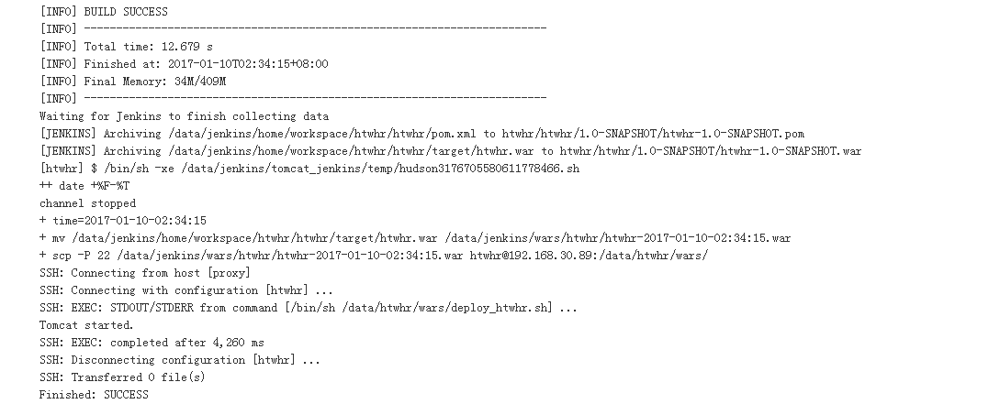 [INFO] BUILD SUCCESS
[INFO] ------------------------------------------------------------------------
[INFO] Total time: 12.679 s
[INFO] Finished at: 2017-01-10T02:34:15+08:00
[INFO] Final Memory: 34M/409M
[INFO] ------------------------------------------------------------------------
Waiting for Jenkins to finish collecting data
[JENKINS] Archiving /data/jenkins/home/workspace/htwhr/htwhr/pom.xml to htwhr/htwhr/1.0-SNAPSHOT/htwhr-1.0-SNAPSHOT.pom
[JENKINS] Archiving /data/jenkins/home/workspace/htwhr/htwhr/target/htwhr.war to htwhr/htwhr/1.0-SNAPSHOT/htwhr-1.0-SNAPSHOT.war
[htwhr] $ /bin/sh -xe /data/jenkins/tomcat_jenkins/temp/hudson3176705580611778466.sh
++ date +%F-%T
channel stopped
+ time=2017-01-10-02:34:15
+ mv /data/jenkins/home/workspace/htwhr/htwhr/target/htwhr.war /data/jenkins/wars/htwhr/htwhr-2017-01-10-02:34:15.war
+ scp -P 22 /data/jenkins/wars/htwhr/htwhr-2017-01-10-02:34:15.war htwhr@192.168.30.89:/data/htwhr/wars/
SSH: Connecting from host [proxy]
SSH: Connecting with configuration [htwhr] ...
SSH: EXEC: STDOUT/STDERR from command [/bin/sh /data/htwhr/wars/deploy_htwhr.sh] ...
Tomcat started.
SSH: EXEC: completed after 4,260 ms
SSH: Disconnecting configuration [htwhr] ...
SSH: Transferred 0 file(s)
Finished: SUCCESS